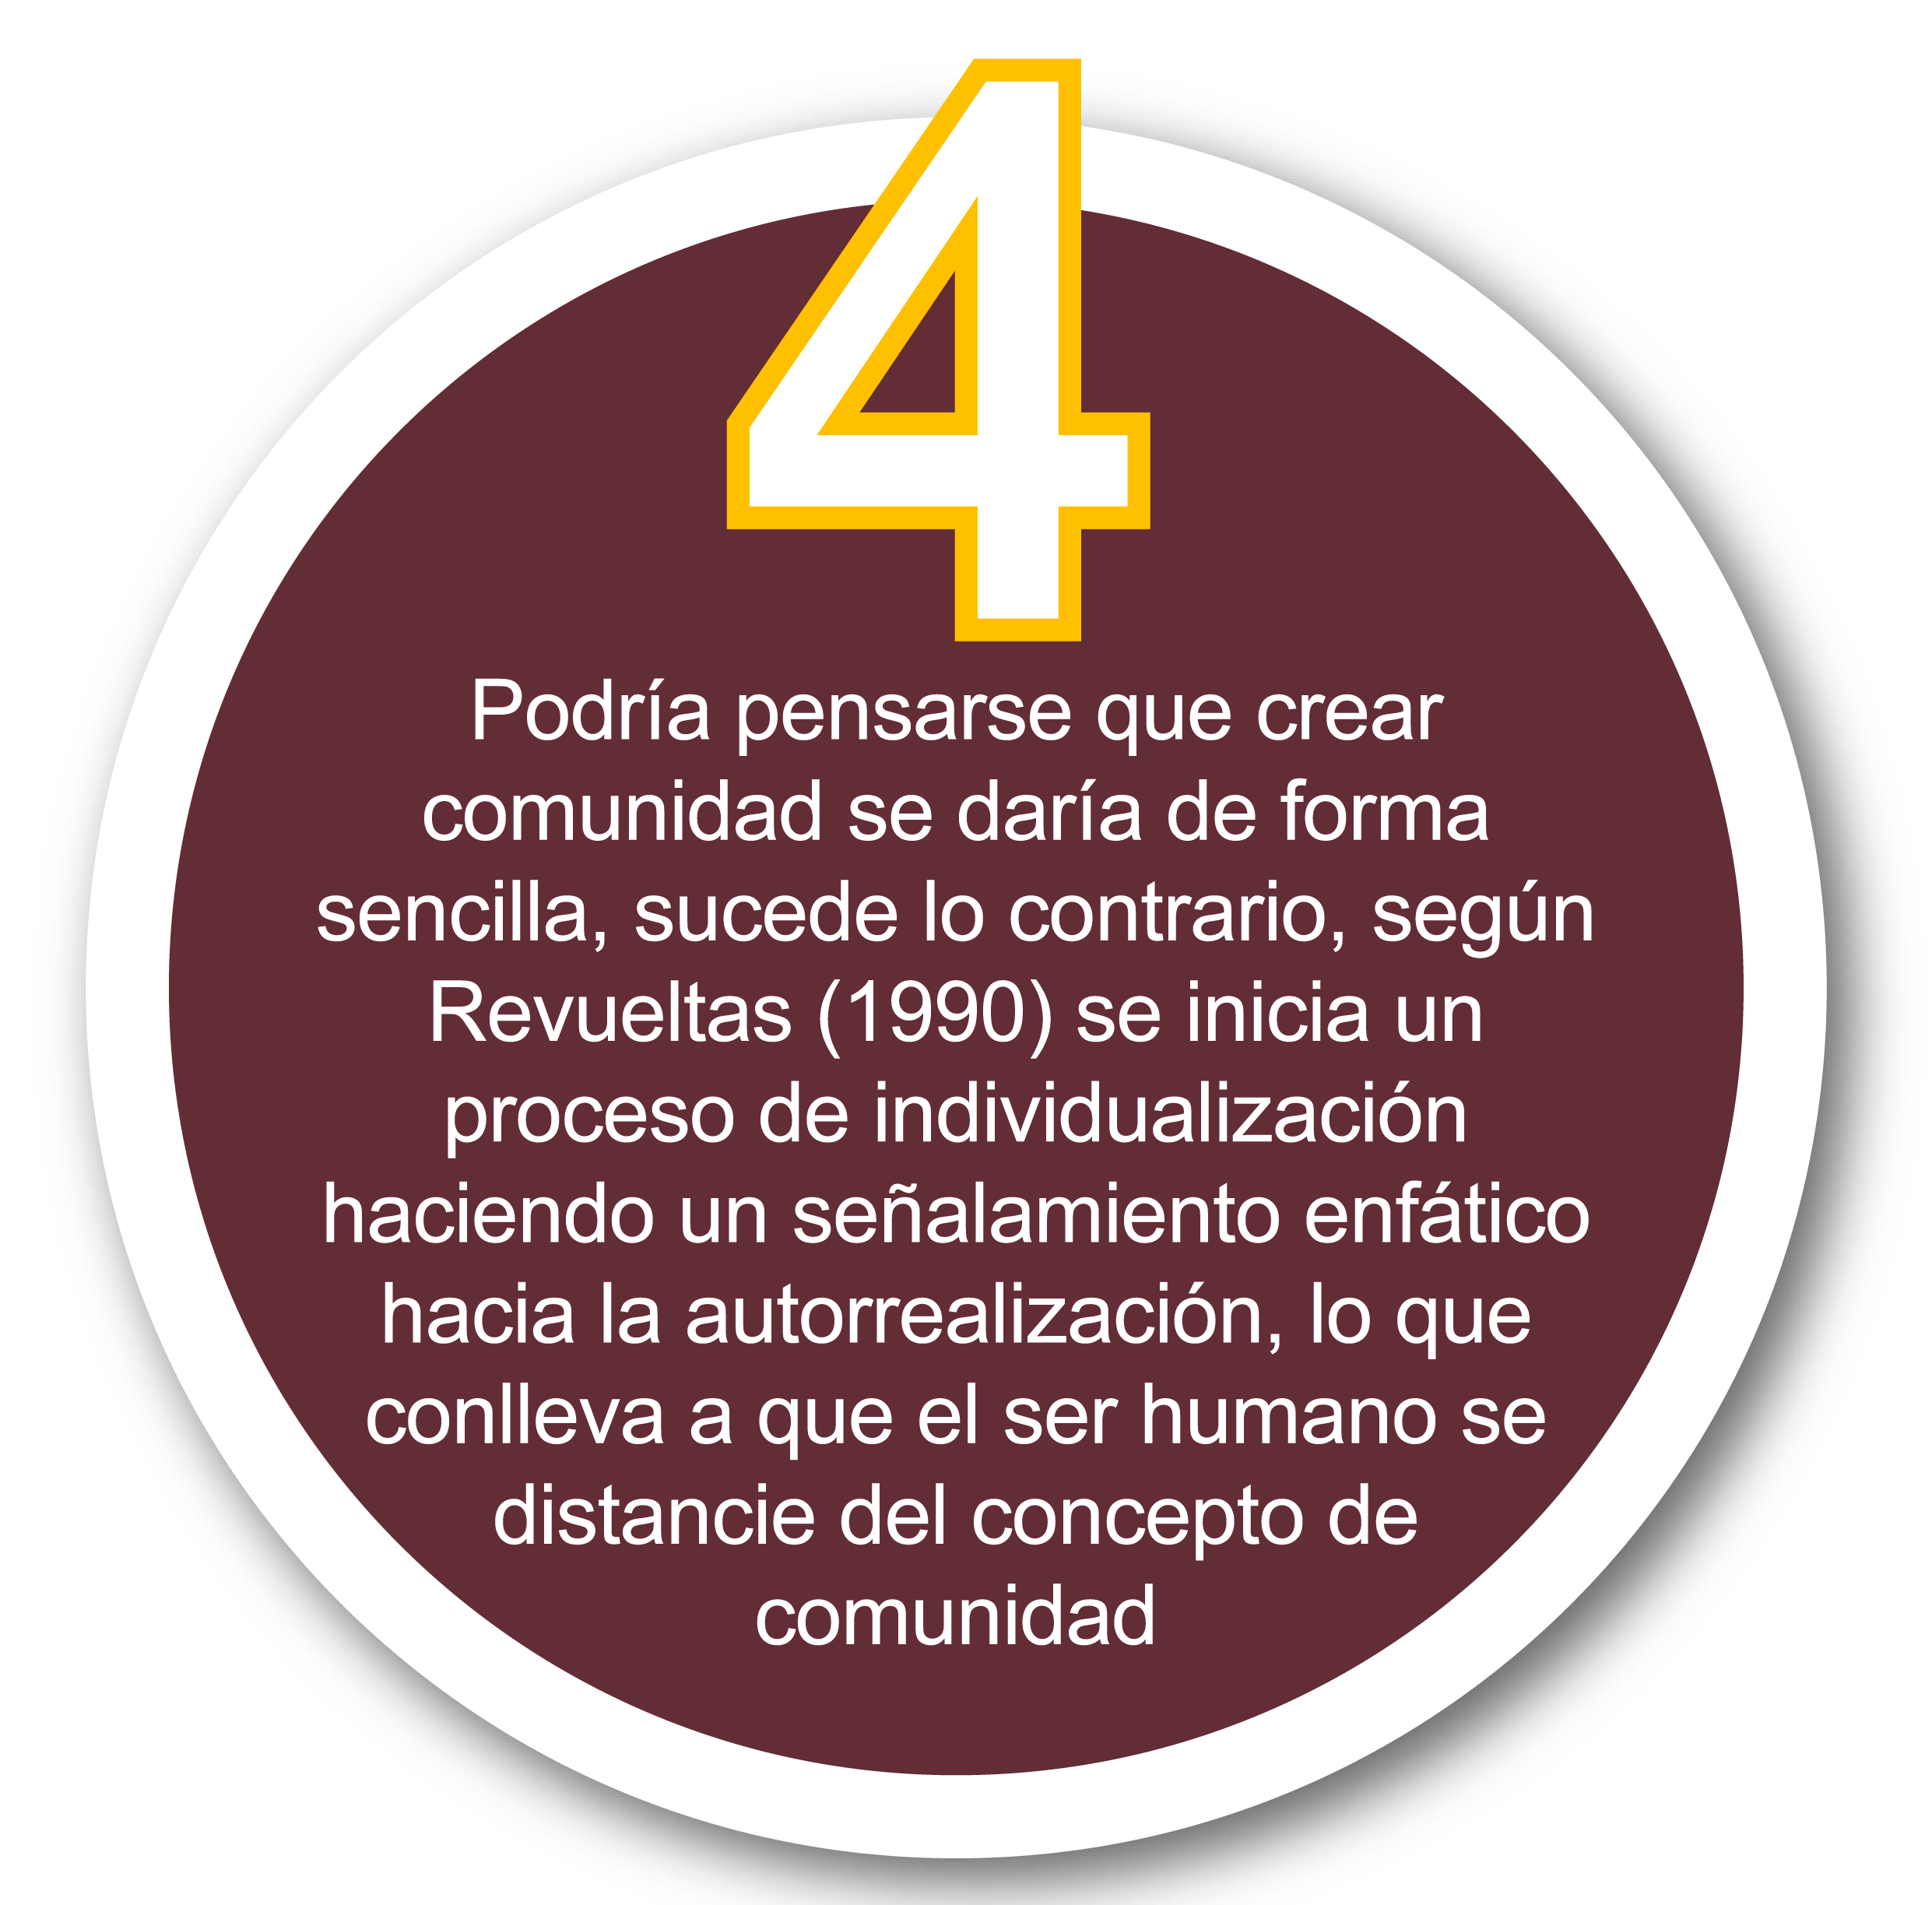 4
Podría pensarse que crear
comunidad se daría de forma
sencilla, sucede lo contrario, según
Revueltas (1990) se inicia un
proceso de individualización
haciendo un señalamiento enfático
hacia la autorrealización, lo que
conlleva a que el ser humano se
distancie del concepto de
comunidad